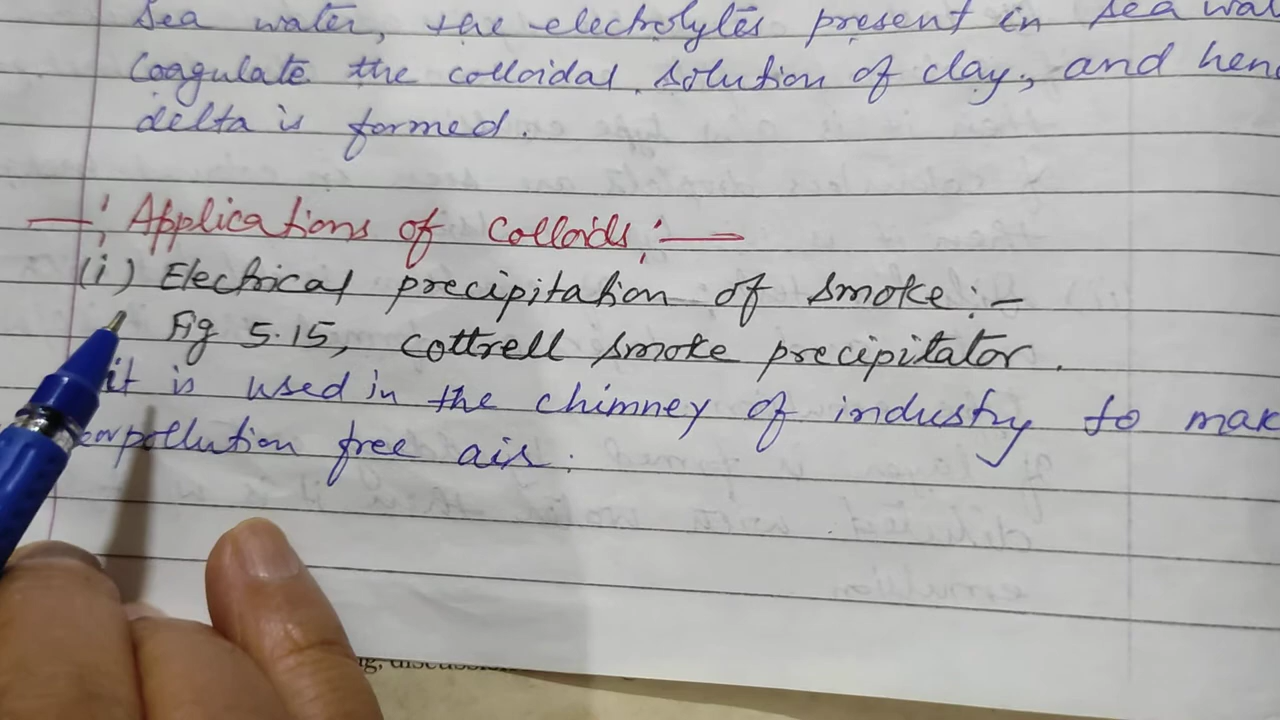 Sea water, the electrolytes present in sea wat
Coagulate the colloidal solution of clay, and hen
delta is formed.
—: Applications of Colloids :—
(i) Electrical precipitation of smoke :-
Fig 5.15, Cottrell smoke precipitator.
it is used in the chimney of industry to mak
pollution free air.